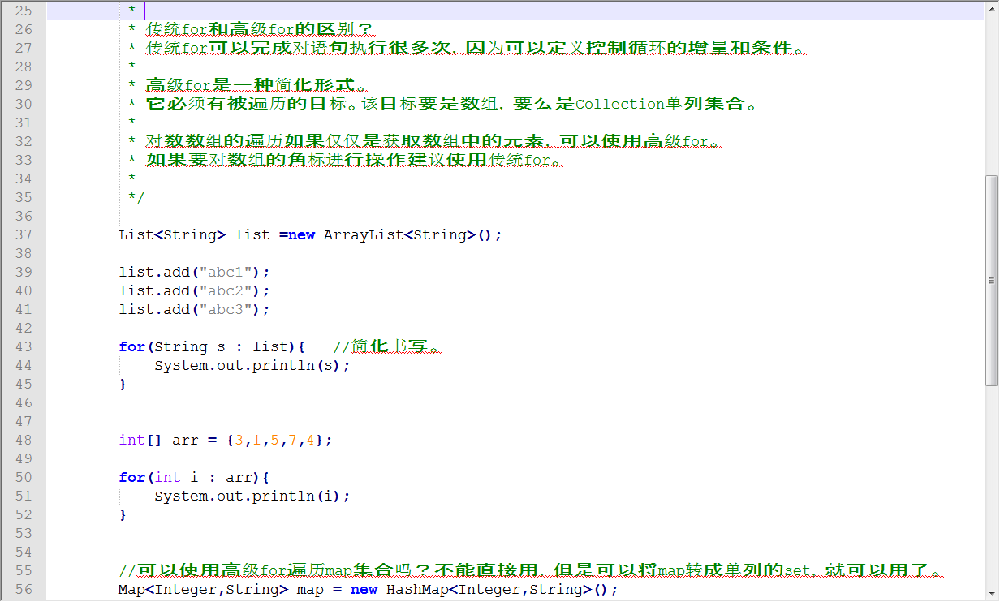 25 *
26 * 传统for和高级for的区别？
27 * 传统for可以完成对语句执行很多次，因为可以定义控制循环的增量和条件。
28 *
29 * 高级for是一种简化形式。
30 * 它必须有被遍历的目标。该目标要是数组，要么是Collection单列集合。
31 *
32 * 对数数组的遍历如果仅仅是获取数组中的元素，可以使用高级for。
33 * 如果要对数组的角标进行操作建议使用传统for。
34 *
35 */
36
37 List<String> list =new ArrayList<String>();
38
39 list.add("abc1");
40 list.add("abc2");
41 list.add("abc3");
42
43 for(String s : list){ //简化书写。
44 System.out.println(s);
45 }
46
47
48 int[] arr = {3,1,5,7,4};
49
50 for(int i : arr){
51 System.out.println(i);
52 }
53
54
55 //可以使用高级for遍历map集合吗？不能直接用，但是可以将map转成单列的set，就可以用了。
56 Map<Integer,String> map = new HashMap<Integer,String>();